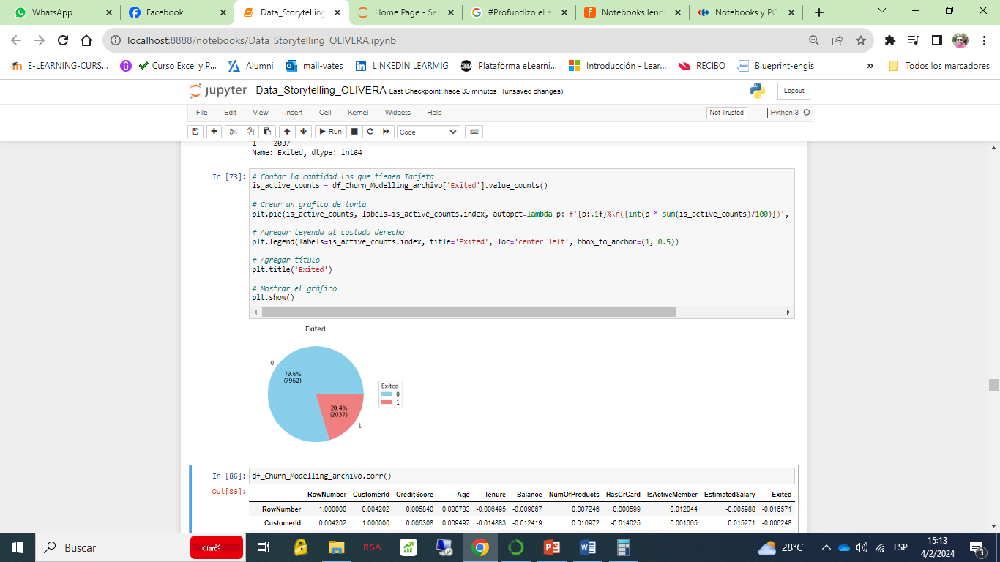 WhatsApp
Facebook
Data_Storytelling
Home Page - Sel
#Profundizo el a
Notebooks leno
Notebooks y PC
localhost:8888/notebooks/Data_Storytelling_OLIVERA.ipynb
E-LEARNING-CURS...
Curso Excel y P...
Alumni
mail-vates
LINKEDIN LEARMIG
Plataforma eLearni...
Introducción - Lear...
RECIBO
Blueprint-engis
»
Todos los marcadores
jupyter
Data_Storytelling_OLIVERA Last Checkpoint: hace 33 minutos (unsaved changes)
Logout
File Edit View Insert Cell Kernel Widgets Help
Not Trusted
Python 3
Run
Code
1 2037
Name: Exited, dtype: int64
In [73]:
# Contar la cantidad los que tienen Tarjeta
is_active_counts = df_Churn_Modelling_archivo['Exited'].value_counts()
# Crear un gráfico de torta
plt.pie(is_active_counts, labels=is_active_counts.index, autopct=lambda p: f'{p:.1f}%\n({int(p * sum(is_active_counts)/100)})',
# Agregar leyenda al costado derecho
plt.legend(labels=is_active_counts.index, title='Exited', loc='center left', bbox_to_anchor=(1, 0.5))
# Agregar título
plt.title('Exited')
# Mostrar el gráfico
plt.show()
Exited
0
79.6%
(7962)
20.4%
(2037)
1
Exited
0
1
In [86]: df_Churn_Modelling_archivo.corr()
Out[86]:
RowNumber CustomerId CreditScore Age Tenure Balance NumOfProducts HasCrCard IsActiveMember EstimatedSalary Exited
RowNumber 1.000000 0.004202 0.005840 0.000783 -0.006495 -0.009067 0.007246 0.000599 0.012044 -0.005988 -0.016571
CustomerId 0.004202 1.000000 0.005308 0.009497 -0.014883 -0.012419 0.016972 -0.014025 0.001665 0.015271 -0.006248
Buscar
Claro
RSA
28°C
ESP
15:13
4/2/2024
3